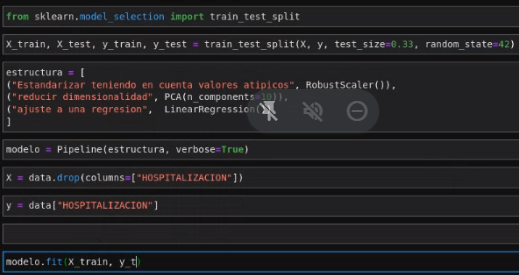 from sklearn.model_selection import train_test_split
X_train, X_test, y_train, y_test = train_test_split(X, y, test_size=0.33, random_state=42)
estructura = [
("Estandarizar teniendo en cuenta valores atipicos", RobustScaler()),
("reducir dimensionalidad", PCA(n_components=10)),
("ajuste a una regresion", LinearRegression())
]
modelo = Pipeline(estructura, verbose=True)
X = data.drop(columns=["HOSPITALIZACION"])
y = data["HOSPITALIZACION"]
modelo.fit(X_train, y_t)